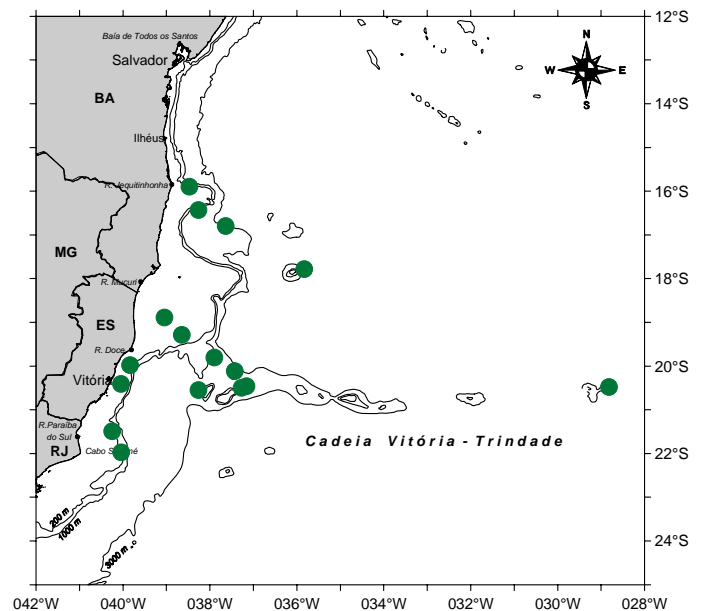 12°S
Baía de Todos os Santos
Salvador
N
W E
S
BA
14°S
Ilhéus
R. Jequitinhonha
16°S
MG
R. Mucuri
18°S
ES
R. Doce
20°S
Vitória
R.Paraíba
do Sul
Cadeia Vitória - Trindade
RJ
Cabo S
22°S
200 m
1000 m
3000 m
24°S
042°W 040°W 038°W 036°W 034°W 032°W 030°W 028°W